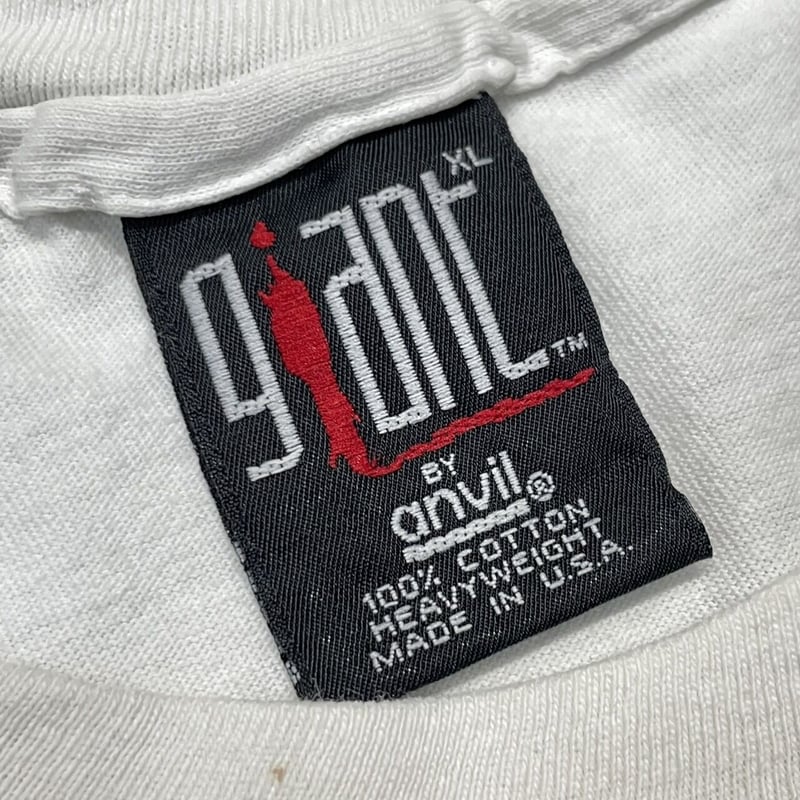 XL
giant™
BY
anvil®
100% COTTON
HEAVYWEIGHT
MADE IN U.S.A.